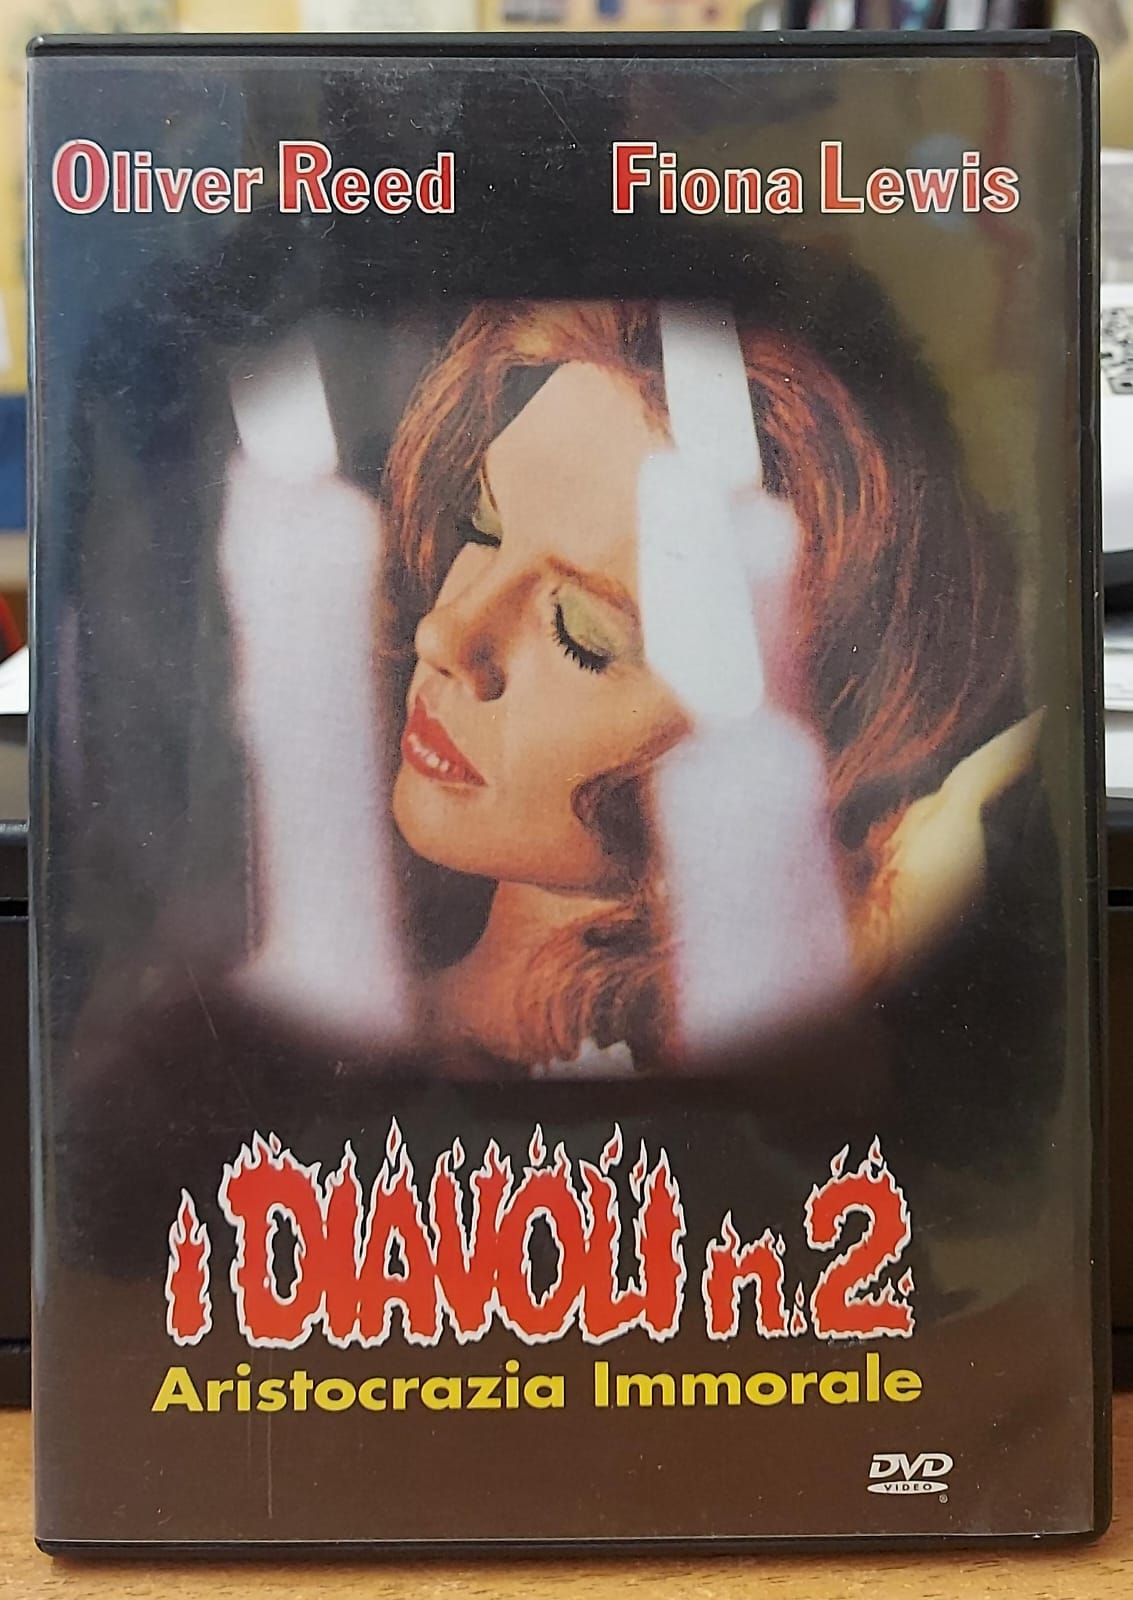 Oliver Reed Fiona Lewis
i DIAVOLI n.2
Aristocrazia Immorale
DVD
VIDEO
®